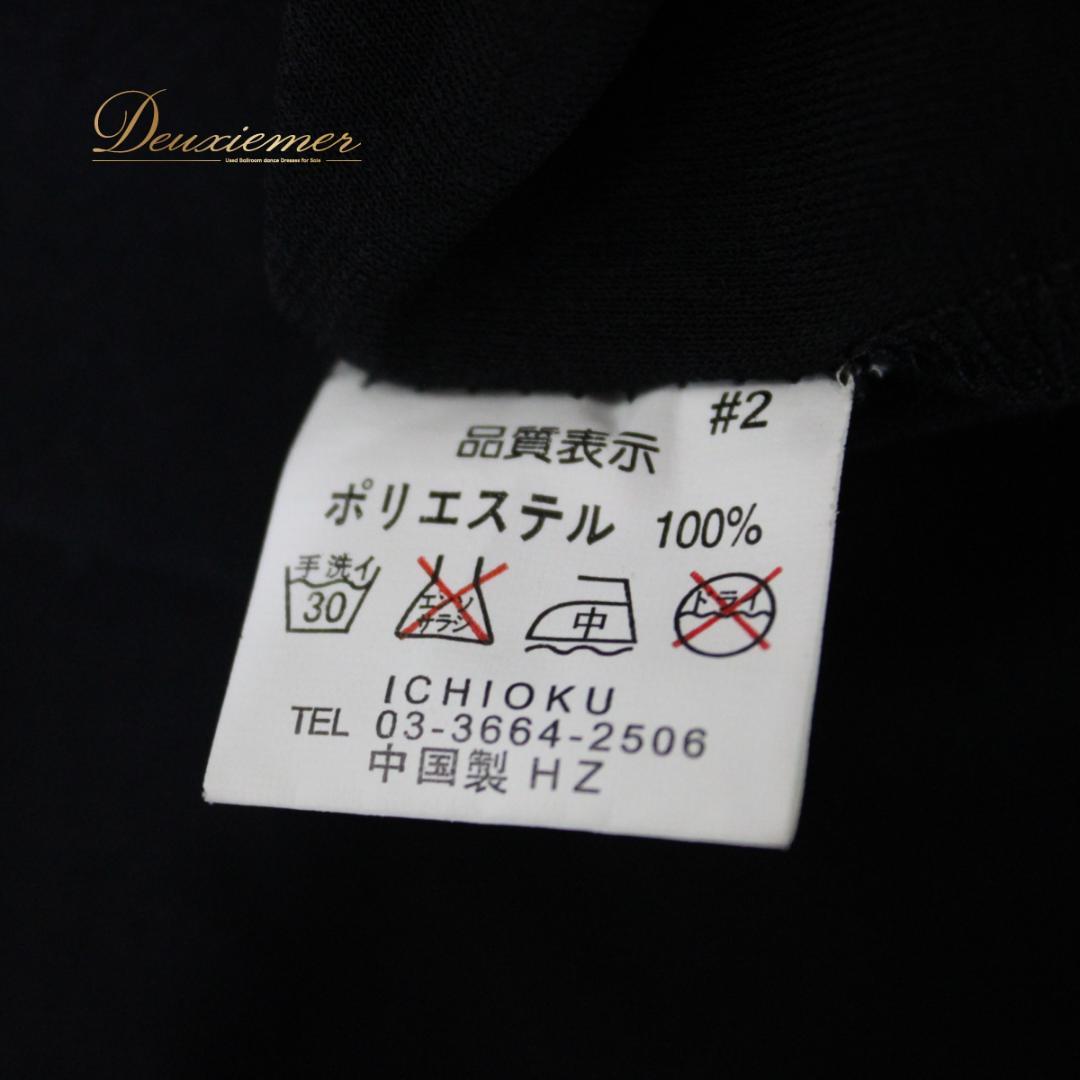 Deuxiemer
Used Ballroom dance Dresses for Sale
#2
品質表示
ポリエステル 100%
手洗イ
30
エンソ
サラシ
中
ドライ
ICHIOKU
TEL 03-3664-2506
中国製 HZ